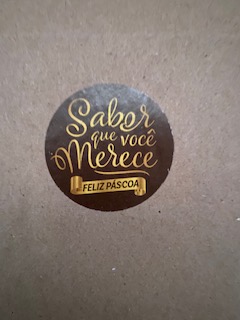 Sabor
que você
Merece
FELIZ PÁSCOA